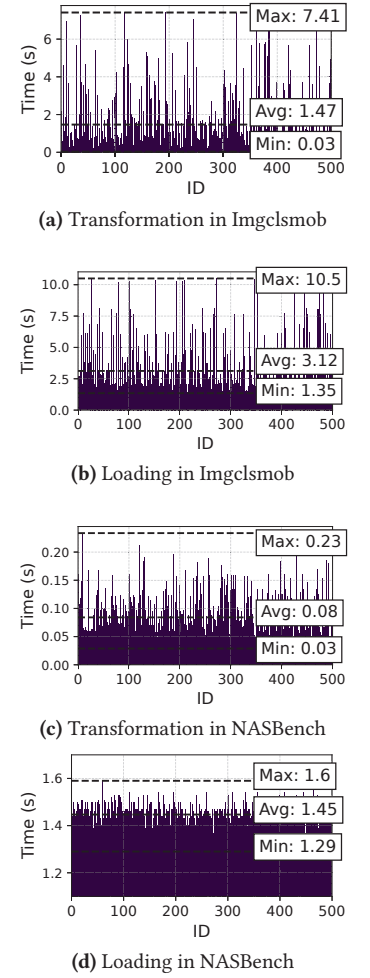 Time (s)
6
4
2
0
Max: 7.41
Avg: 1.47
Min: 0.03
0 100 200 300 400 500
ID
(a) Transformation in Imgclsmob
Time (s)
10.0
7.5
5.0
2.5
0.0
Max: 10.5
Avg: 3.12
Min: 1.35
0 100 200 300 400 500
ID
(b) Loading in Imgclsmob
Time (s)
0.20
0.15
0.10
0.05
0.00
Max: 0.23
Avg: 0.08
Min: 0.03
0 100 200 300 400 500
ID
(c) Transformation in NASBench
Time (s)
1.6
1.4
1.2
Max: 1.6
Avg: 1.45
Min: 1.29
0 100 200 300 400 500
ID
(d) Loading in NASBench